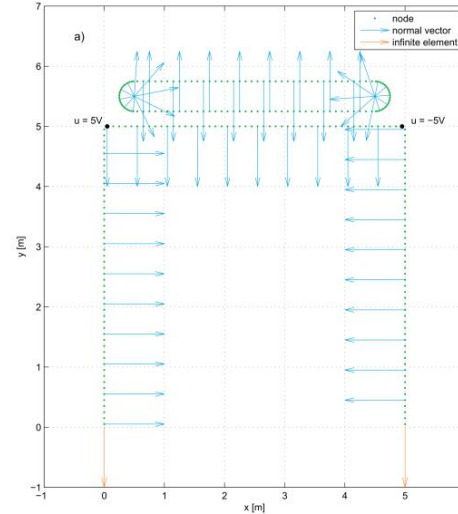 7
6
5
4
3
2
1
0
−1
y [m]
a)
node
normal vector
infinite element
u = 5V
u = −5V
−1 0 1 2 3 4 5 6
x [m]